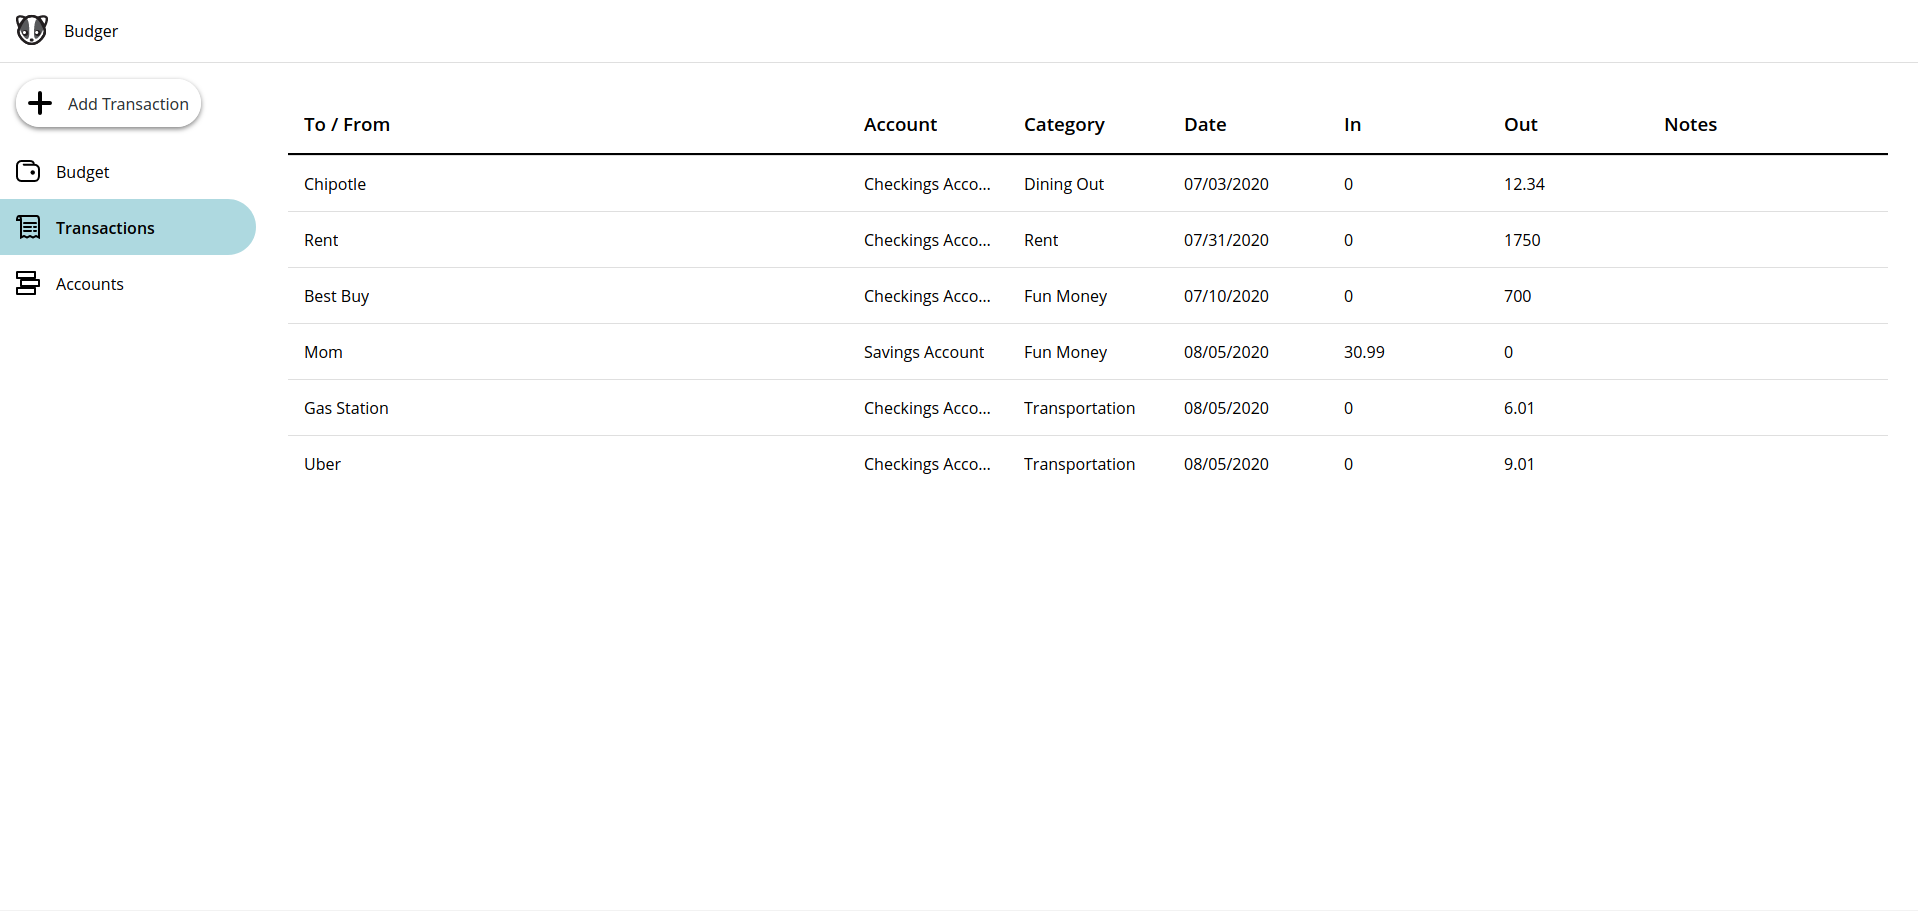 Budger
Add Transaction
Budget
Transactions
Accounts
To / From Account Category Date In Out Notes
Chipotle Checkings Acco... Dining Out 07/03/2020 0 12.34
Rent Checkings Acco... Rent 07/31/2020 0 1750
Best Buy Checkings Acco... Fun Money 07/10/2020 0 700
Mom Savings Account Fun Money 08/05/2020 30.99 0
Gas Station Checkings Acco... Transportation 08/05/2020 0 6.01
Uber Checkings Acco... Transportation 08/05/2020 0 9.01